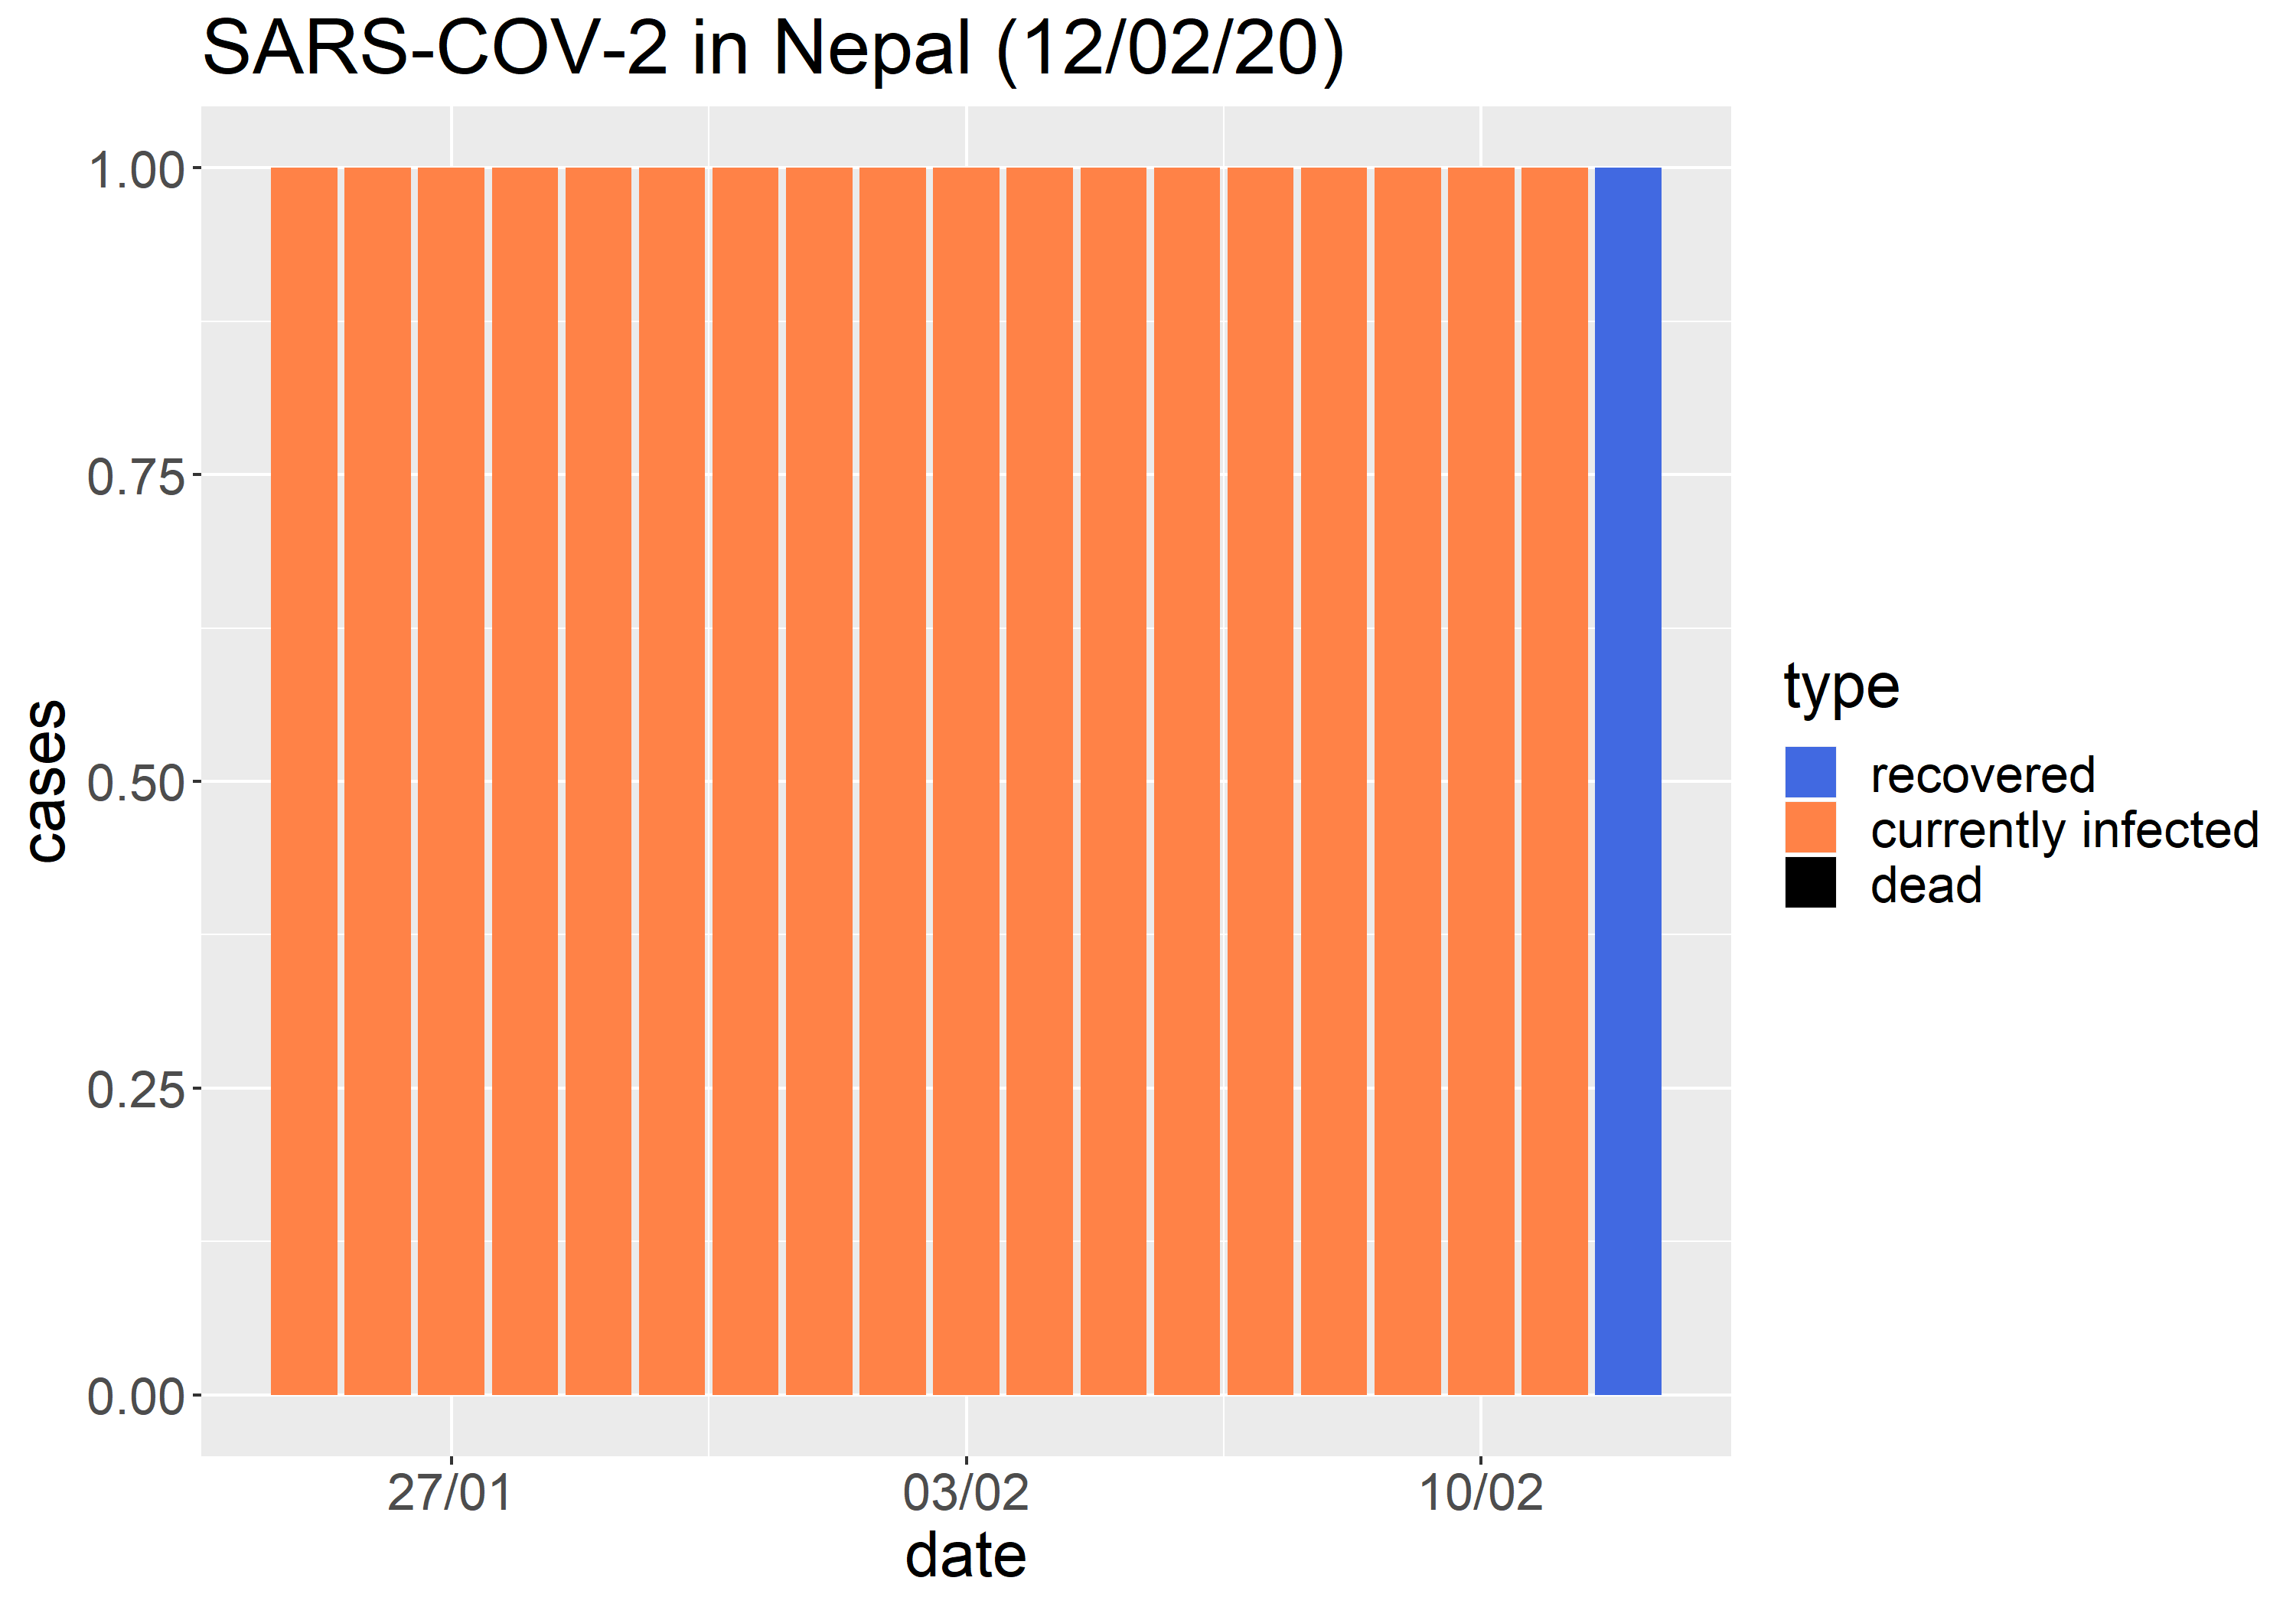 SARS-COV-2 in Nepal (12/02/20)
1.00
0.75
0.50
0.25
0.00
cases
27/01
03/02
10/02
date
type
recovered
currently infected
dead